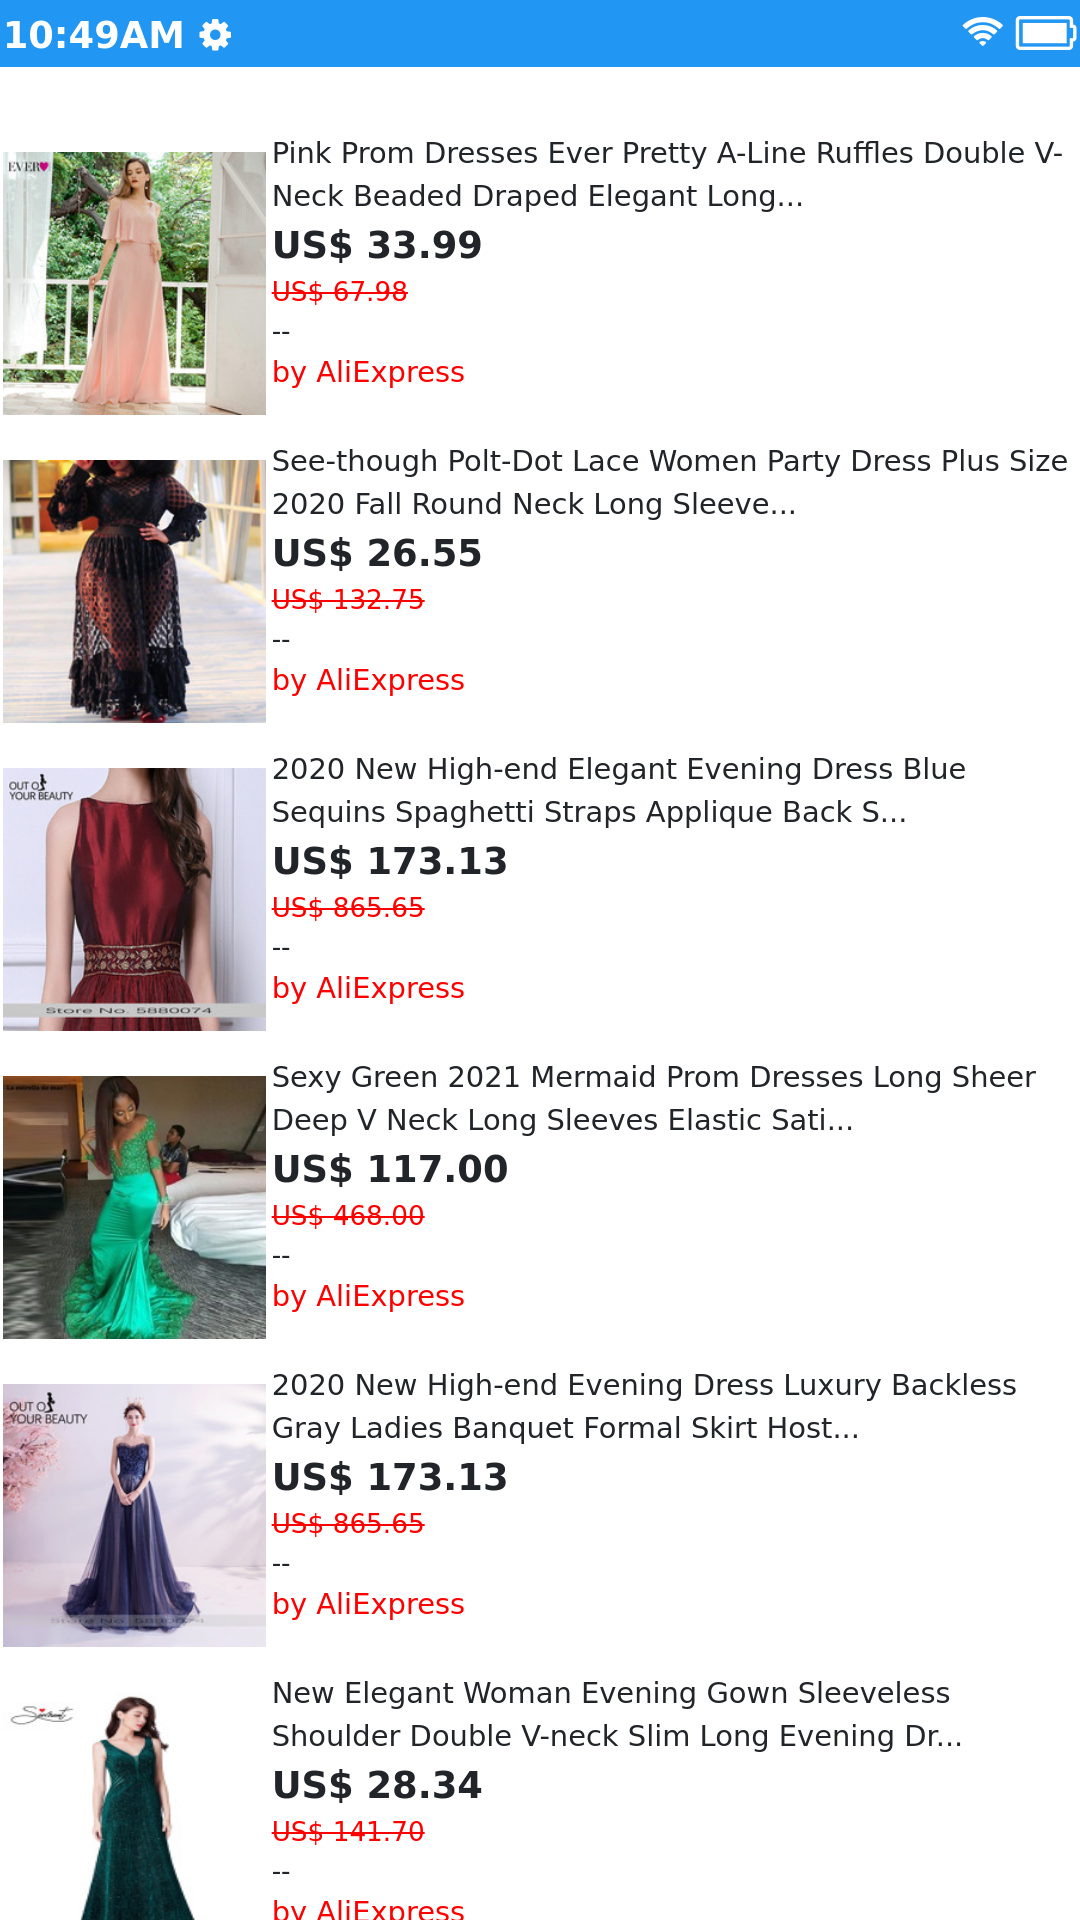 10:49AM
EVER
Pink Prom Dresses Ever Pretty A-Line Ruffles Double V-
Neck Beaded Draped Elegant Long...
US$ 33.99
US$ 67.98
--
by AliExpress
See-though Polt-Dot Lace Women Party Dress Plus Size
2020 Fall Round Neck Long Sleeve...
US$ 26.55
US$ 132.75
--
by AliExpress
OUT O
YOUR BEAUTY
Store No. 5880074
2020 New High-end Elegant Evening Dress Blue
Sequins Spaghetti Straps Applique Back S...
US$ 173.13
US$ 865.65
--
by AliExpress
Sexy Green 2021 Mermaid Prom Dresses Long Sheer
Deep V Neck Long Sleeves Elastic Sati...
US$ 117.00
US$ 468.00
--
by AliExpress
OUT O
YOUR BEAUTY
Store No. 5880074
2020 New High-end Evening Dress Luxury Backless
Gray Ladies Banquet Formal Skirt Host...
US$ 173.13
US$ 865.65
--
by AliExpress
New Elegant Woman Evening Gown Sleeveless
Shoulder Double V-neck Slim Long Evening Dr...
US$ 28.34
US$ 141.70
--
by AliExpress